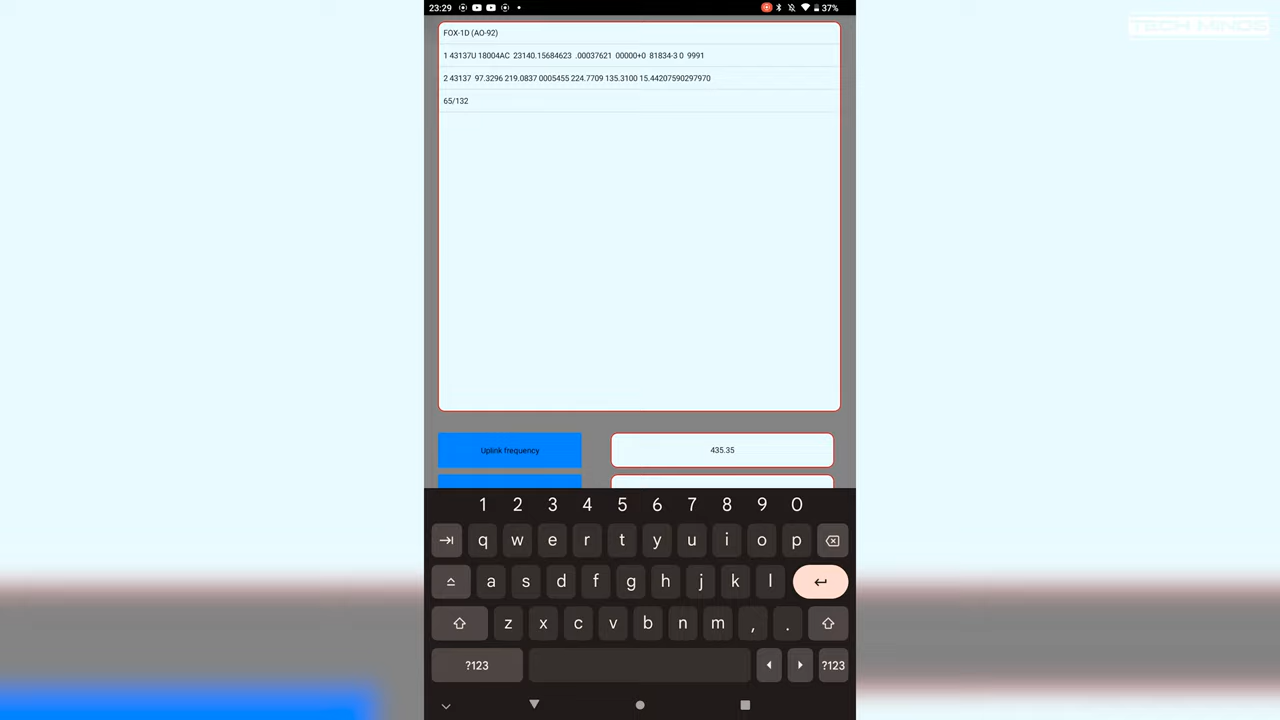 23:29
37%
TECH MINDS
FOX-1D (AO-92)
1 43137U 18004AC 23140.15684623 .00037621 00000+0 81834-3 0 9991
2 43137 97.3296 219.0837 0005455 224.7709 135.3100 15.44207590297970
65/132
Uplink frequency
435.35
1 2 3 4 5 6 7 8 9 0
q w e r t y u i o p
a s d f g h j k l
z x c v b n m , .
?123 ?123